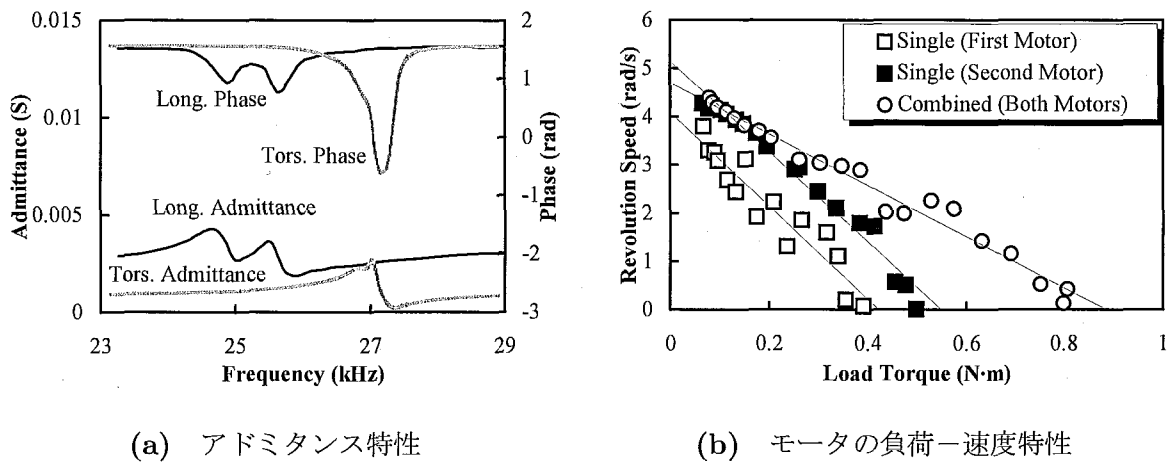 0.015
0.01
0.005
0
Admittance (S)
2
1
0
-1
-2
-3
Phase (rad)
Long. Phase
Tors. Phase
Long. Admittance
Tors. Admittance
23
25
27
29
Frequency (kHz)
(a) アドミタンス特性
6
5
4
3
2
1
0
Revolution Speed (rad/s)
Single (First Motor)
Single (Second Motor)
Combined (Both Motors)
0
0.2
0.4
0.6
0.8
1
Load Torque (N·m)
(b) モータの負荷－速度特性